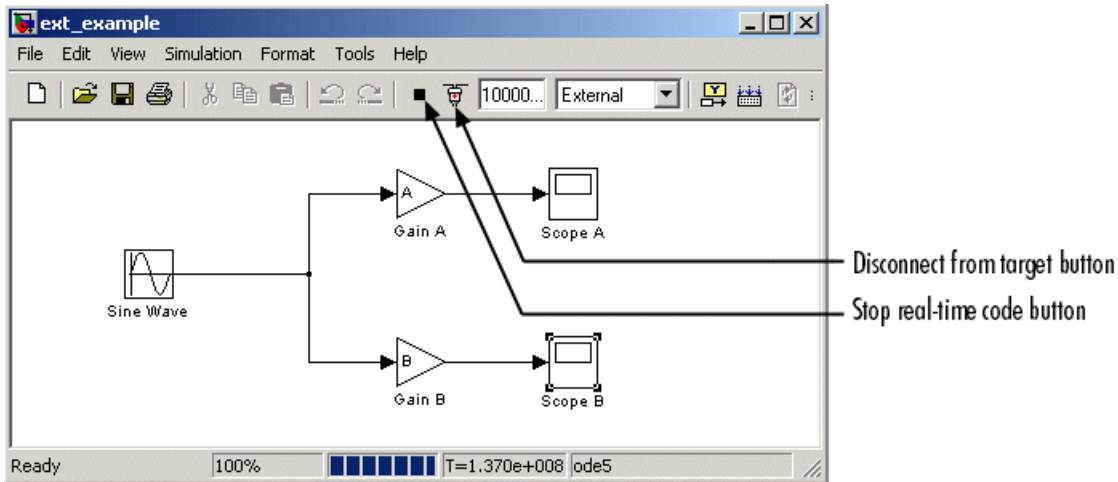 ext_example
File Edit View Simulation Format Tools Help
10000... External
A
Gain A
Scope A
Disconnect from target button
Sine Wave
Stop real-time code button
B
Gain B
Scope B
Ready 100% T=1.370e+008 ode5